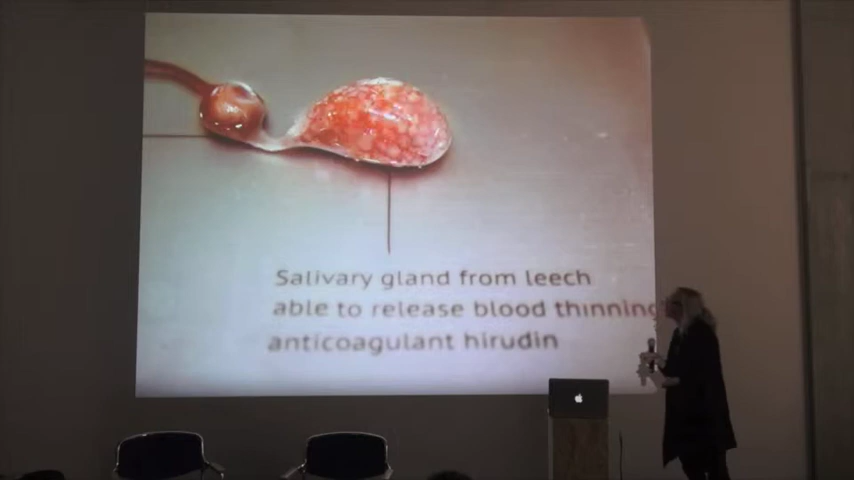 Salivary gland from leech
able to release blood thinning
anticoagulant hirudin